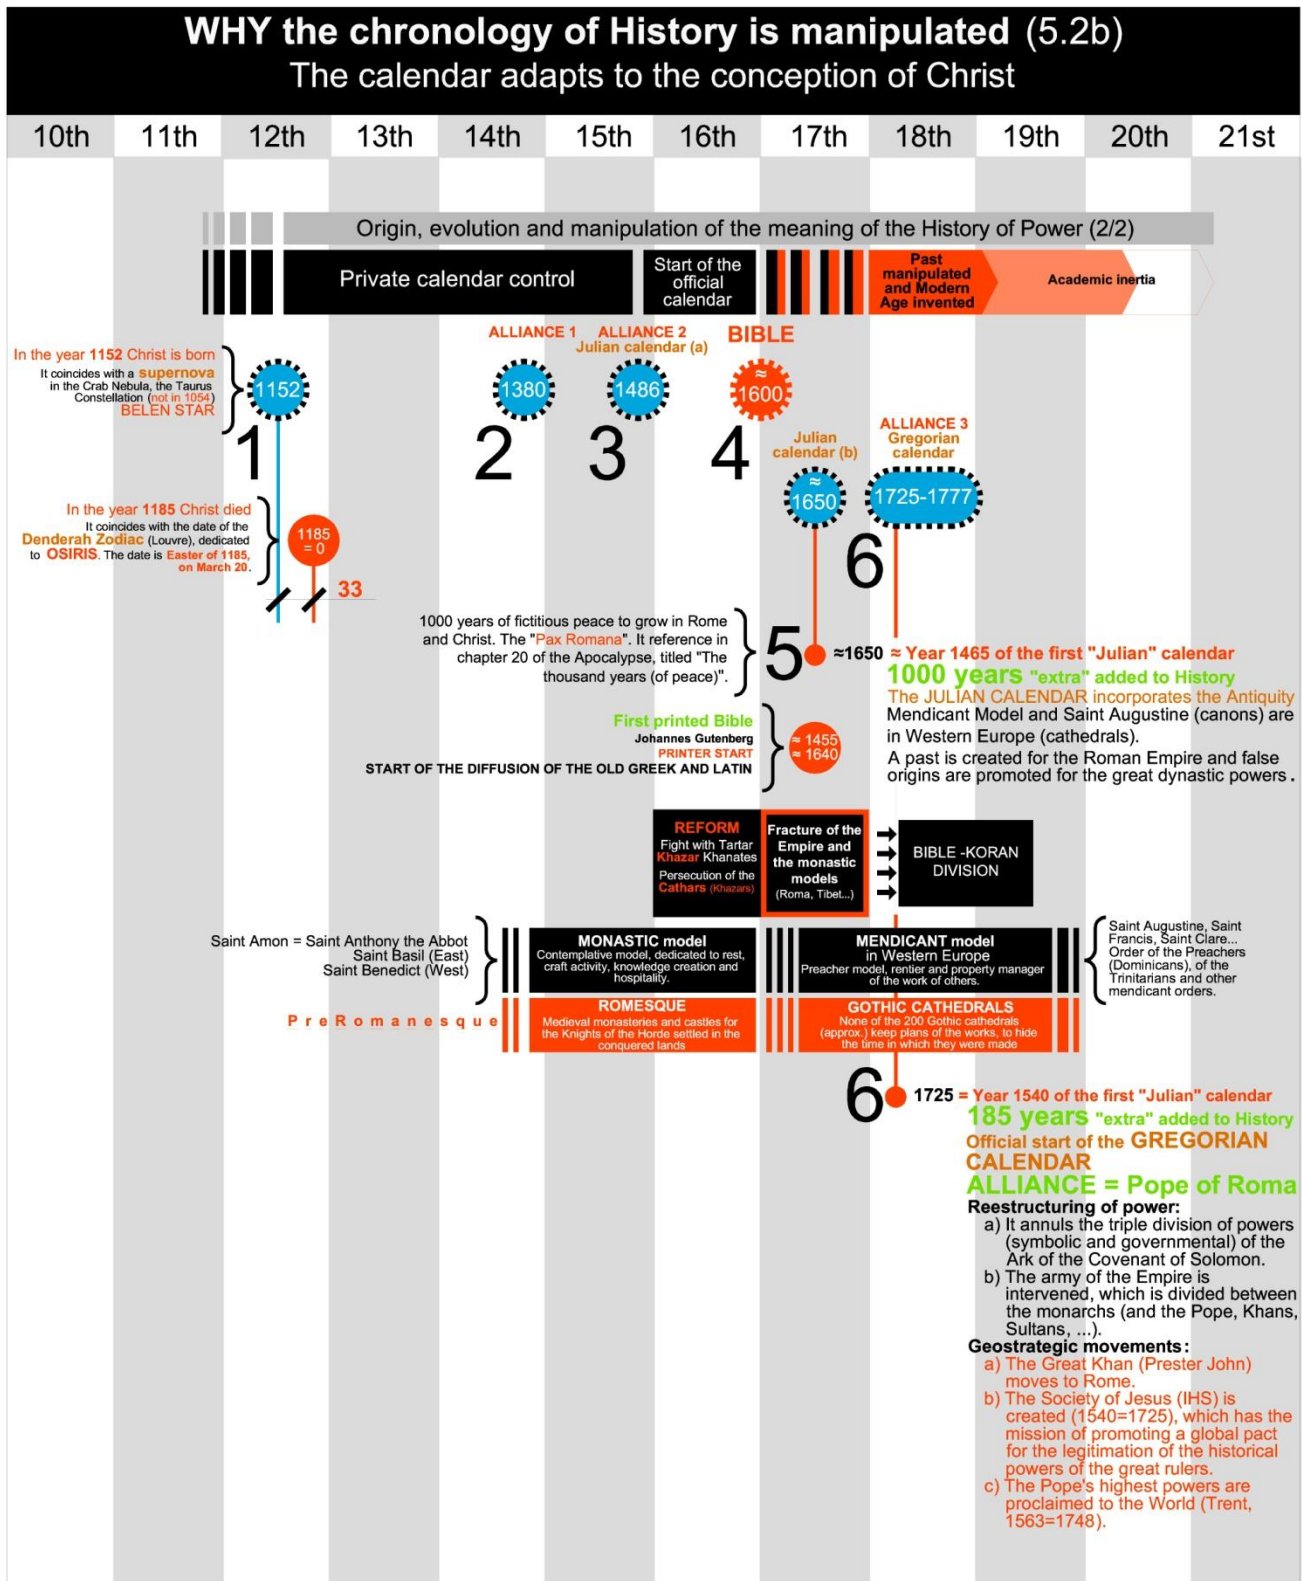 WHY the chronology of History is manipulated (5.2b)
The calendar adapts to the conception of Christ
10th 11th 12th 13th 14th 15th 16th 17th 18th 19th 20th 21st
Origin, evolution and manipulation of the meaning of the History of Power (2/2)
Private calendar control
Start of the
official
calendar
Past
manipulated
and Modern
Age invented
Academic inertia
In the year 1152 Christ is born
It coincides with a supernova
in the Crab Nebula, the Taurus
Constellation (not in 1054)
BELEN STAR
1152
1
ALLIANCE 1
1380
2
ALLIANCE 2
Julian calendar (a)
1486
3
BIBLE
≈
1600
4
Julian
calendar (b)
≈
1650
ALLIANCE 3
Gregorian
calendar
1725-1777
6
In the year 1185 Christ died
It coincides with the date of the
Denderah Zodiac (Louvre), dedicated
to OSIRIS. The date is Easter of 1185,
on March 20.
1185
= 0
33
1000 years of fictitious peace to grow in Rome
and Christ. The "Pax Romana". It reference in
chapter 20 of the Apocalypse, titled "The
thousand years (of peace)".
5
≈1650 ≈ Year 1465 of the first "Julian" calendar
1000 years "extra" added to History
The JULIAN CALENDAR incorporates the Antiquity
Mendicant Model and Saint Augustine (canons) are
in Western Europe (cathedrals).
A past is created for the Roman Empire and false
origins are promoted for the great dynastic powers.
First printed Bible
Johannes Gutenberg
PRINTER START
START OF THE DIFFUSION OF THE OLD GREEK AND LATIN
≈ 1455
≈ 1640
REFORM
Fight with Tartar
Khazar Khanates
Persecution of the
Cathars (Khazars)
Fracture of the
Empire and
the monastic
models
(Roma, Tibet...)
BIBLE -KORAN
DIVISION
Saint Amon = Saint Anthony the Abbot
Saint Basil (East)
Saint Benedict (West)
MONASTIC model
Contemplative model, dedicated to rest,
craft activity, knowledge creation and
hospitality.
MENDICANT model
in Western Europe
Preacher model, rentier and property manager
of the work of others.
Saint Augustine, Saint
Francis, Saint Clare...
Order of the Preachers
(Dominicans), of the
Trinitarians and other
mendicant orders.
PreRomanesque
ROMESQUE
Medieval monasteries and castles for
the Knights of the Horde settled in the
conquered lands
GOTHIC CATHEDRALS
None of the 200 Gothic cathedrals
(approx.) keep plans of the works, to hide
the time in which they were made
6
1725 = Year 1540 of the first "Julian" calendar
185 years "extra" added to History
Official start of the GREGORIAN
CALENDAR
ALLIANCE = Pope of Roma
Reestructuring of power:
a) It annuls the triple division of powers
(symbolic and governmental) of the
Ark of the Covenant of Solomon.
b) The army of the Empire is
intervened, which is divided between
the monarchs (and the Pope, Khans,
Sultans, ...).
Geostrategic movements:
a) The Great Khan (Prester John)
moves to Rome.
b) The Society of Jesus (IHS) is
created (1540=1725), which has the
mission of promoting a global pact
for the legitimation of the historical
powers of the great rulers.
c) The Pope's highest powers are
proclaimed to the World (Trent,
1563=1748).